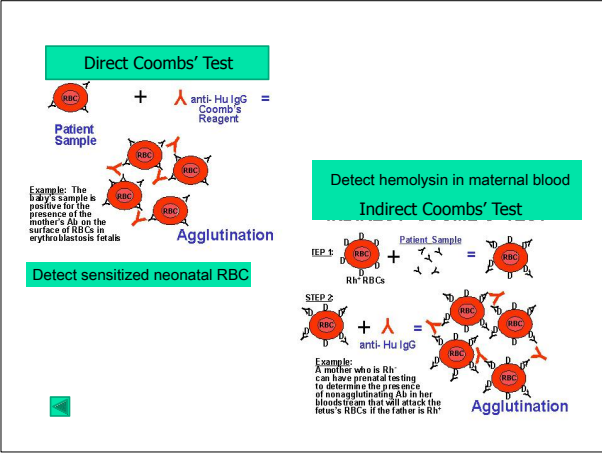 Direct Coombs' Test
RBC
+
anti- Hu IgG
Coomb's
Reagent
=
Patient
Sample
RBC
RBC
RBC
RBC
Example: The
baby's sample is
positive for the
presence of the
mother's Ab on the
surface of RBCs in
erythroblastosis fetalis
Agglutination
Detect sensitized neonatal RBC
Detect hemolysin in maternal blood
Indirect Coombs' Test
TEP 1:
D D D D D D
RBC
Rh+ RBCs
+
Patient Sample
=
D D D D D D
RBC
STEP 2:
D D D D D D
RBC
+
anti- Hu IgG
=
RBC
RBC
RBC
RBC
Example:
A mother who is Rh-
can have prenatal testing
to determine the presence
of nonagglutinating Ab in her
bloodstream that will attack the
fetus's RBCs if the father is Rh+
Agglutination